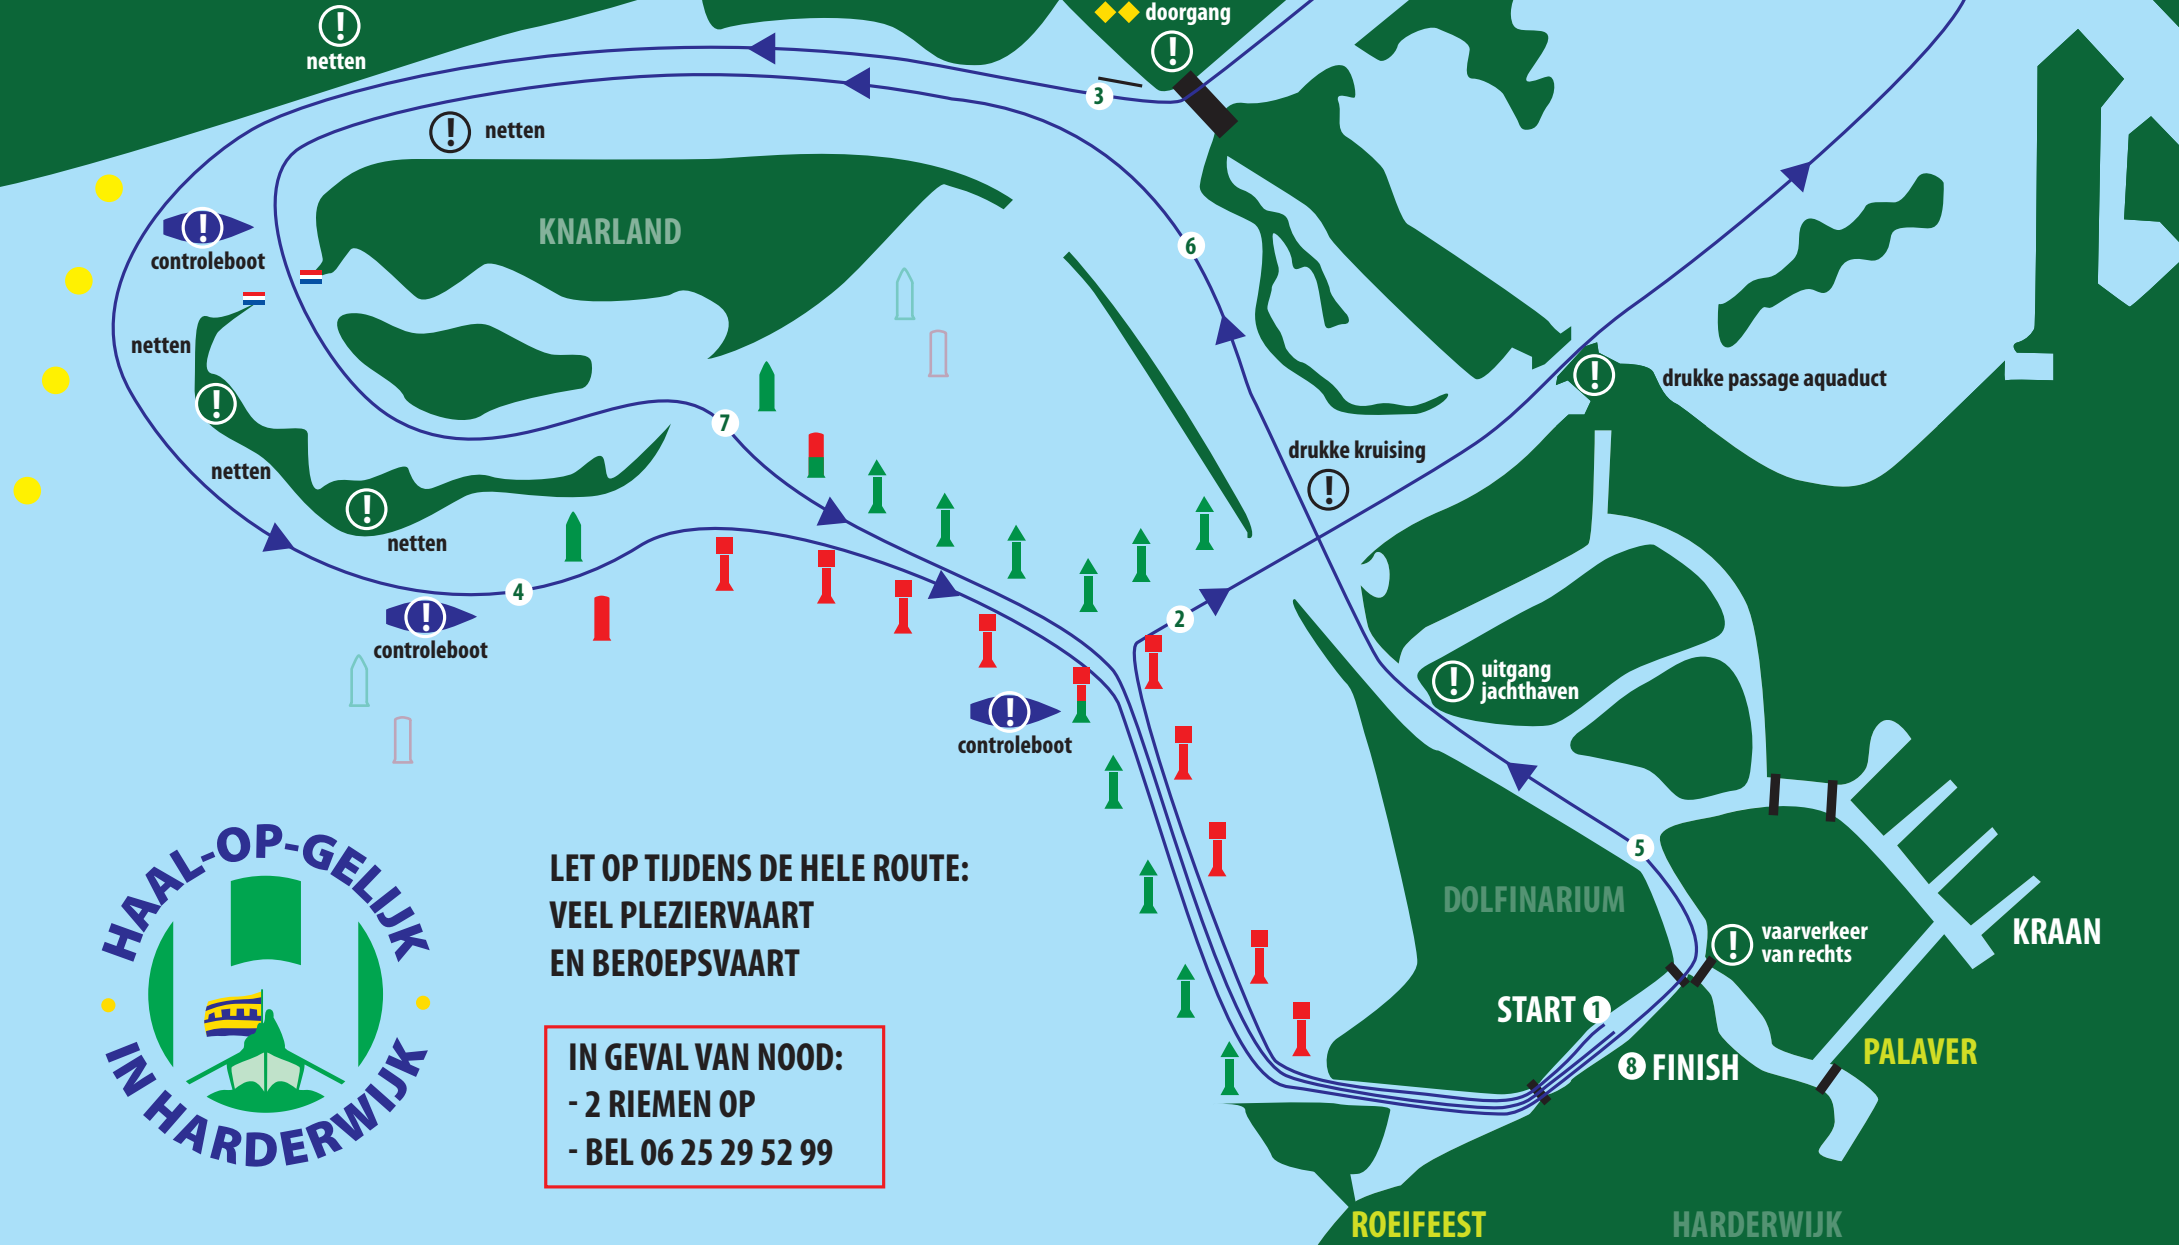 doorgang
!
!
netten
3
!
netten
KNARLAND
6
!
controleboot
netten
!
!
drukke passage aquaduct
7
drukke kruising
!
netten
!
netten
4
!
controleboot
2
!
uitgang
jachthaven
!
controleboot
5
HAAL-OP-GELIJK
IN HARDERWIJK
LET OP TIJDENS DE HELE ROUTE:
VEEL PLEZIERVAART
EN BEROEPSVAART
DOLFINARIUM
!
vaarverkeer
van rechts
KRAAN
START 1
8 FINISH
PALAVER
IN GEVAL VAN NOOD:
- 2 RIEMEN OP
- BEL 06 25 29 52 99
ROEIFEEST
HARDERWIJK